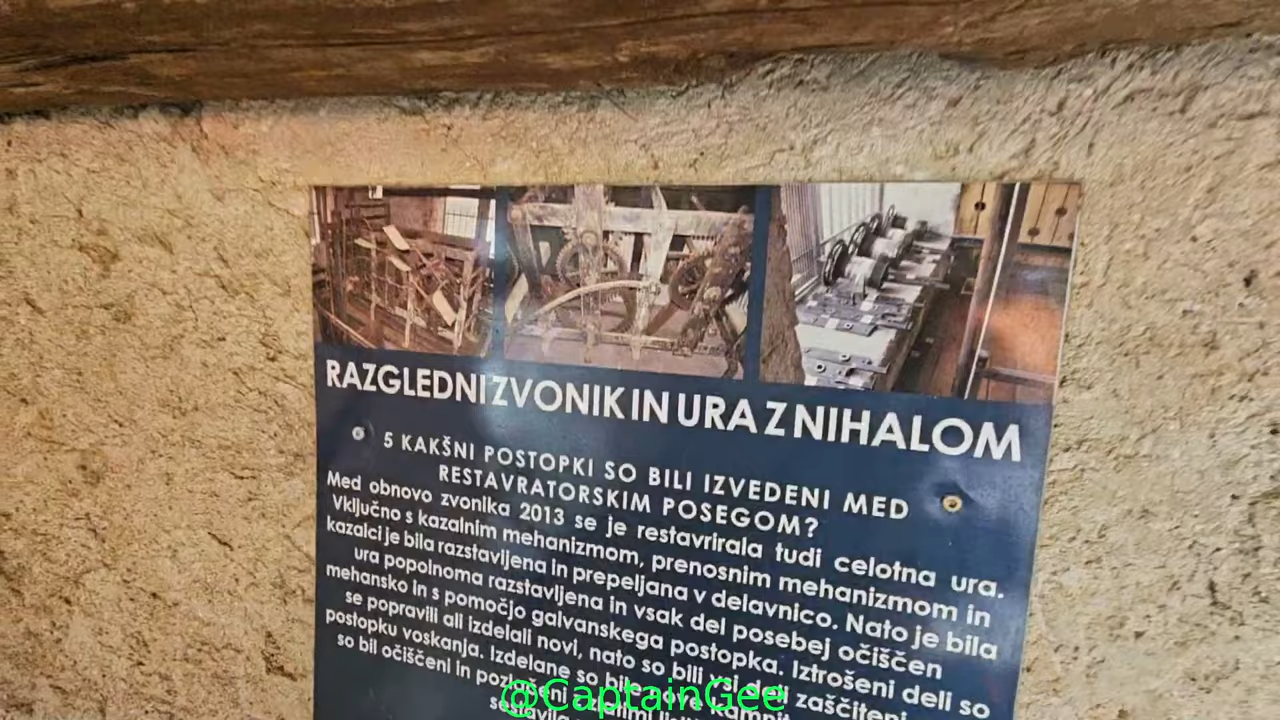 RAZGLEDNI ZVONIK IN URA Z NIHALOM
5 KAKŠNI POSTOPKI SO BILI IZVEDENI MED
RESTAVRATORSKIM POSEGOM?
Med obnovo zvonika 2013 se je restavrirala tudi celotna ura.
Vključno s kazalnim mehanizmom, prenosnim mehanizmom in
kazalci je bila razstavljena in prepeljana v delavnico. Nato je bila
ura popolnoma razstavljena in vsak del posebej očiščen
mehansko in s pomočjo galvanskega postopka. Iztrošeni deli so
se popravili ali izdelali novi, nato so bili vsi deli zaščiteni
postopku voskanja. Izdelane so bile nove
so bil očiščeni in
@CaptainGee